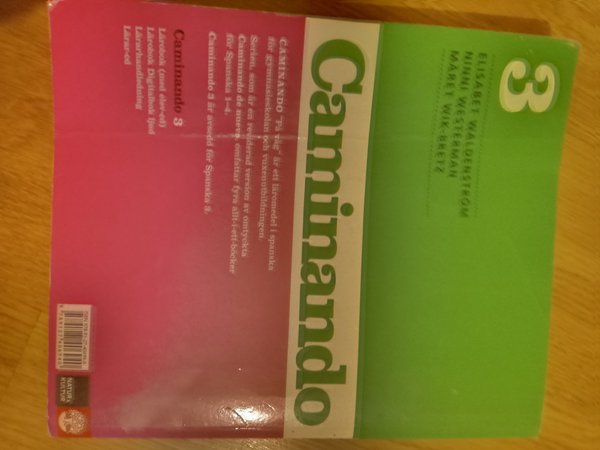 3
ELISABET WALDENSTRÖM
NINNI WESTERMAN
MÄRET WIK-BRETZ
Caminando
CAMINANDO "På väg" är ett läromedel i spanska
för gymnasieskolan och vuxenutbildningen.
Serien, som är en reviderad version av omtyckta
Caminando de nuevo, omfattar fyra allt-i-ett-böcker
för Spanska 1–4.
Caminando 3 är avsedd för Spanska 3.
Caminando 3
Lärobok (med elev-cd)
Lärobok Digitalbok ljud
Lärarhandledning
Lärar-cd
NATUR &
KULTUR